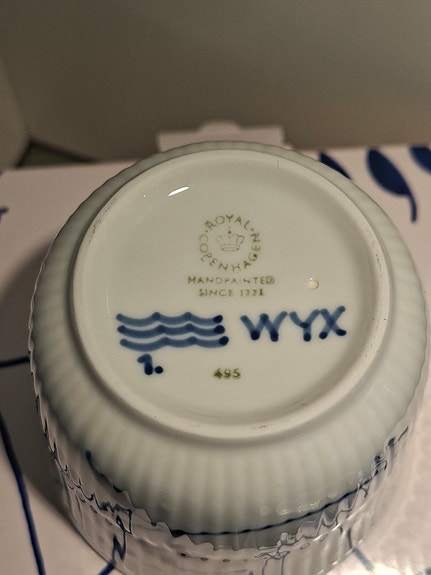 ROYAL COPENHAGEN
HANDPAINTED
SINCE 1775
WYX
1.
495